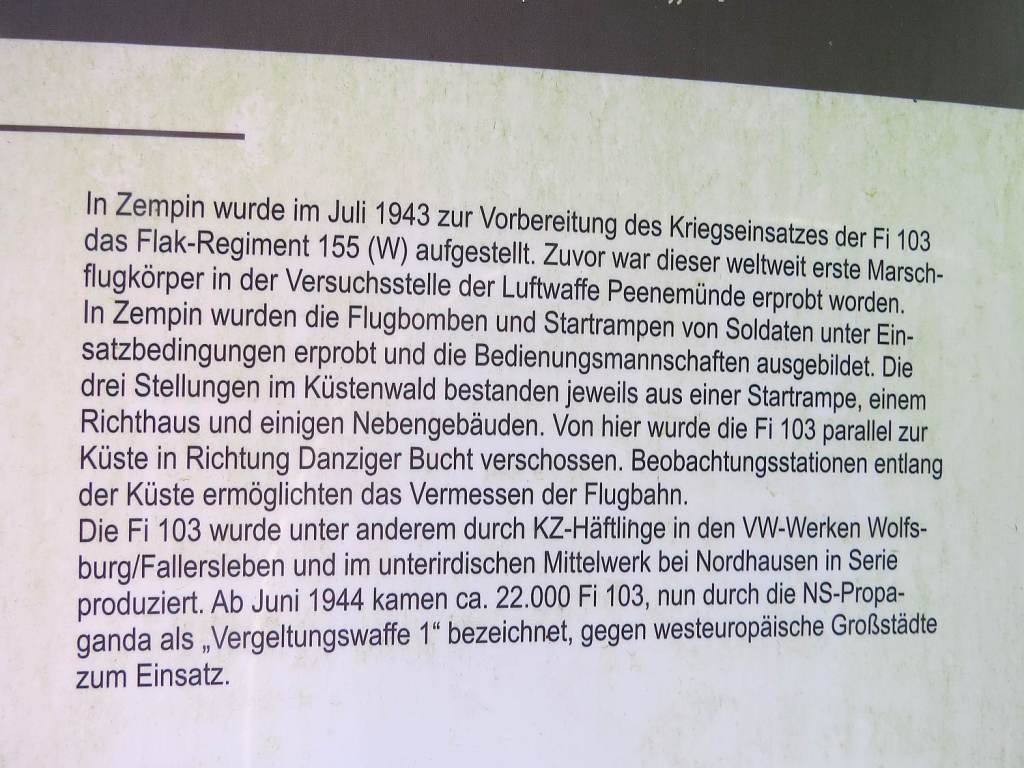 In Zempin wurde im Juli 1943 zur Vorbereitung des Kriegseinsatzes der Fi 103
das Flak-Regiment 155 (W) aufgestellt. Zuvor war dieser weltweit erste Marsch-
flugkörper in der Versuchsstelle der Luftwaffe Peenemünde erprobt worden.
In Zempin wurden die Flugbomben und Startrampen von Soldaten unter Ein-
satzbedingungen erprobt und die Bedienungsmannschaften ausgebildet. Die
drei Stellungen im Küstenwald bestanden jeweils aus einer Startrampe, einem
Richthaus und einigen Nebengebäuden. Von hier wurde die Fi 103 parallel zur
Küste in Richtung Danziger Bucht verschossen. Beobachtungsstationen entlang
der Küste ermöglichten das Vermessen der Flugbahn.
Die Fi 103 wurde unter anderem durch KZ-Häftlinge in den VW-Werken Wolfs-
burg/Fallersleben und im unterirdischen Mittelwerk bei Nordhausen in Serie
produziert. Ab Juni 1944 kamen ca. 22.000 Fi 103, nun durch die NS-Propa-
ganda als „Vergeltungswaffe 1“ bezeichnet, gegen westeuropäische Großstädte
zum Einsatz.